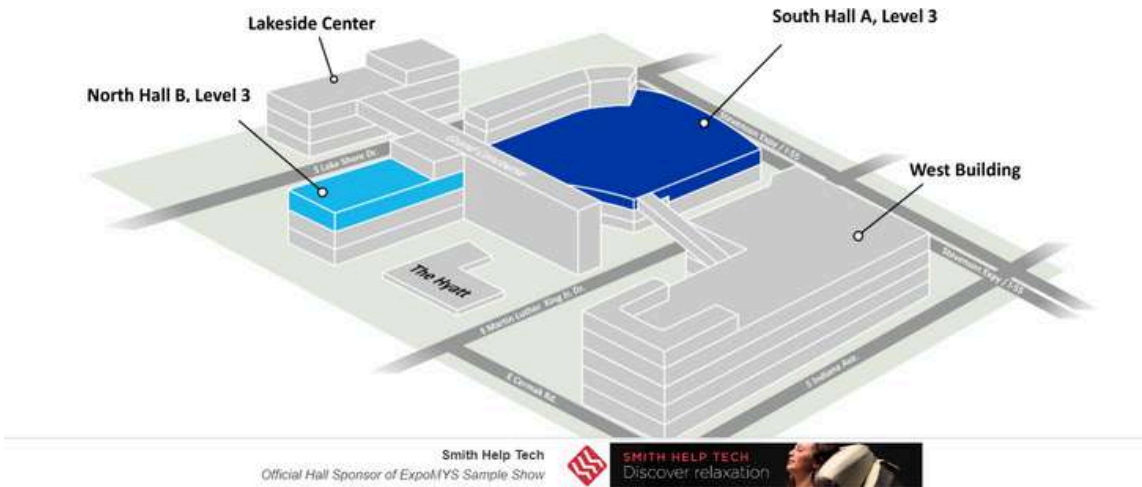 South Hall A, Level 3
Lakeside Center
North Hall B, Level 3
Stevenson Expy / I-55
Grand Concourse
S Lake Shore Dr.
West Building
The Hyatt
Stevenson Expy / I-55
S Martin Luther King Jr. Dr.
S Indiana Ave.
E Cermak Rd.
Smith Help Tech
Official Hall Sponsor of ExpoMYS Sample Show
SMITH HELP TECH
Discover relaxation